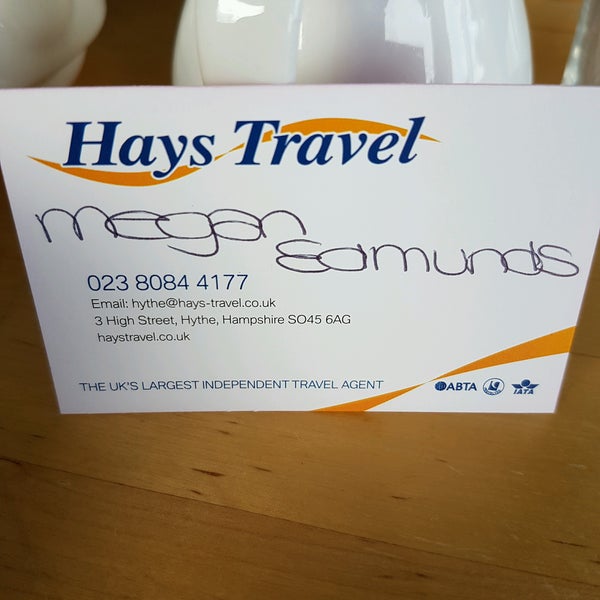 Hays Travel
megan
Edmunds
023 8084 4177
Email: hythe@hays-travel.co.uk
3 High Street, Hythe, Hampshire SO45 6AG
haystravel.co.uk
THE UK'S LARGEST INDEPENDENT TRAVEL AGENT
ABTA
IATA